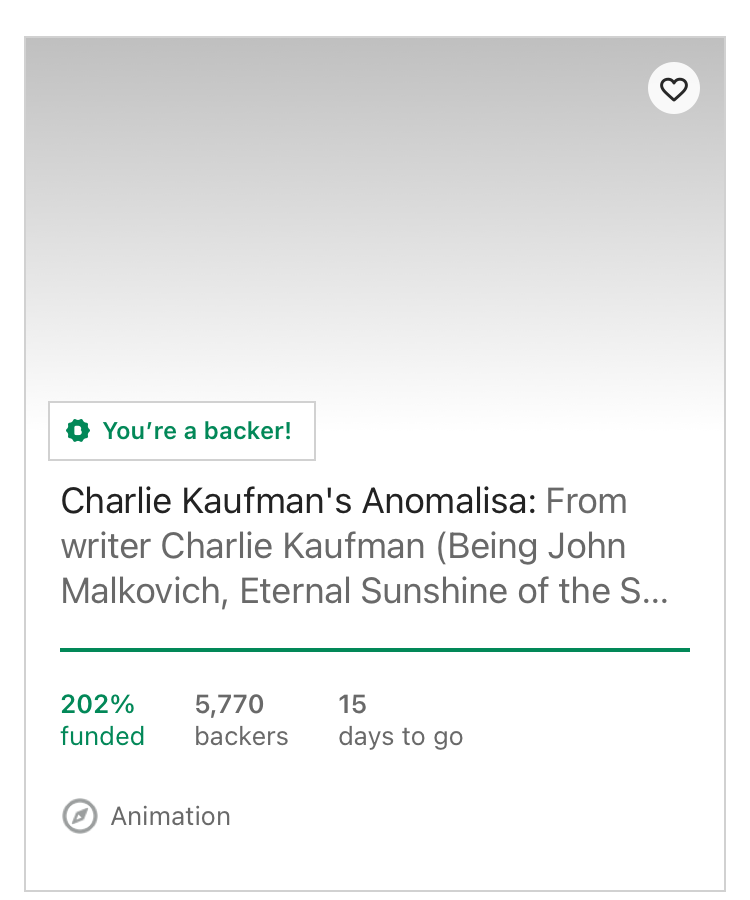 You’re a backer!
Charlie Kaufman's Anomalisa: From
writer Charlie Kaufman (Being John
Malkovich, Eternal Sunshine of the S...
202% 5,770 15
funded backers days to go
Animation